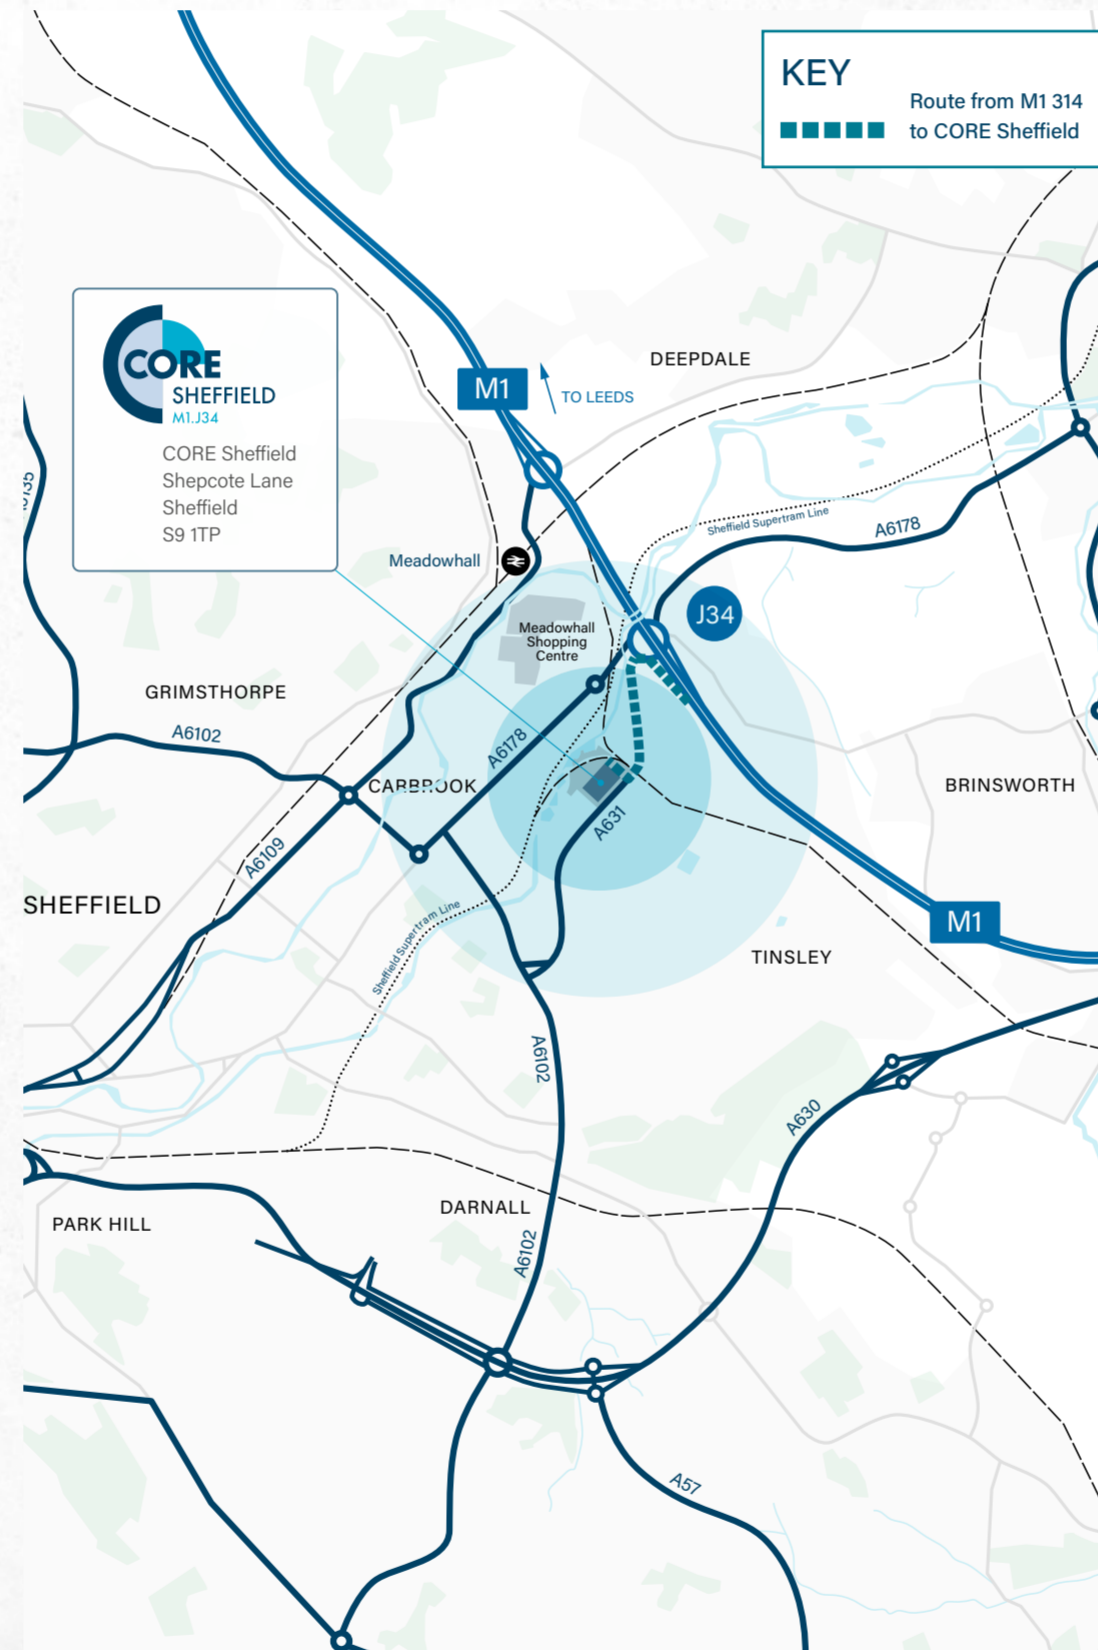 KEY
Route from M1 314
to CORE Sheffield
CORE
SHEFFIELD
M1.J34
CORE Sheffield
Shepcote Lane
Sheffield
S9 1TP
M1
TO LEEDS
DEEPDALE
Sheffield Supertram Line
A6178
Meadowhall
J34
Meadowhall
Shopping
Centre
GRIMSTHORPE
A6102
A6178
CARBROOK
BRINSWORTH
A631
A6109
SHEFFIELD
M1
Sheffield Supertram Line
TINSLEY
A6102
A630
DARNALL
PARK HILL
A6102
A57